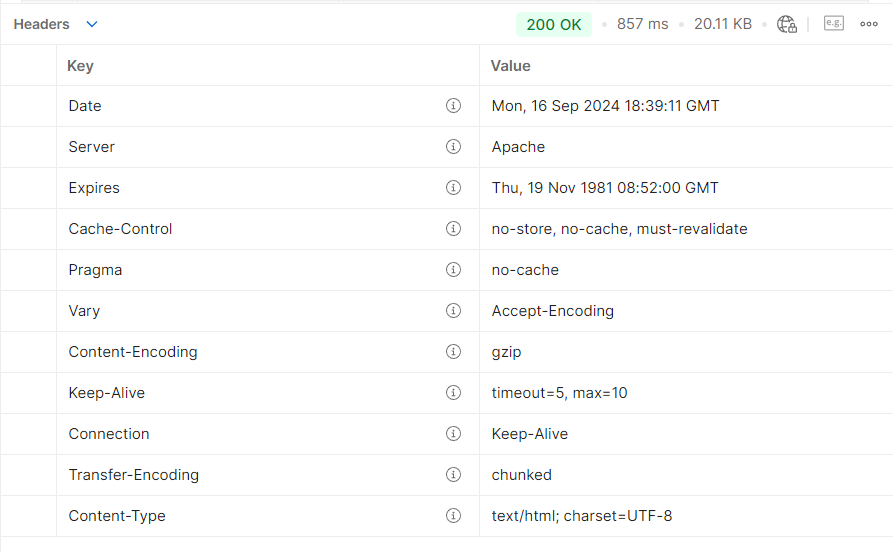 Headers 200 OK 857 ms 20.11 KB e.g.
Key Value
Date Mon, 16 Sep 2024 18:39:11 GMT
Server Apache
Expires Thu, 19 Nov 1981 08:52:00 GMT
Cache-Control no-store, no-cache, must-revalidate
Pragma no-cache
Vary Accept-Encoding
Content-Encoding gzip
Keep-Alive timeout=5, max=10
Connection Keep-Alive
Transfer-Encoding chunked
Content-Type text/html; charset=UTF-8